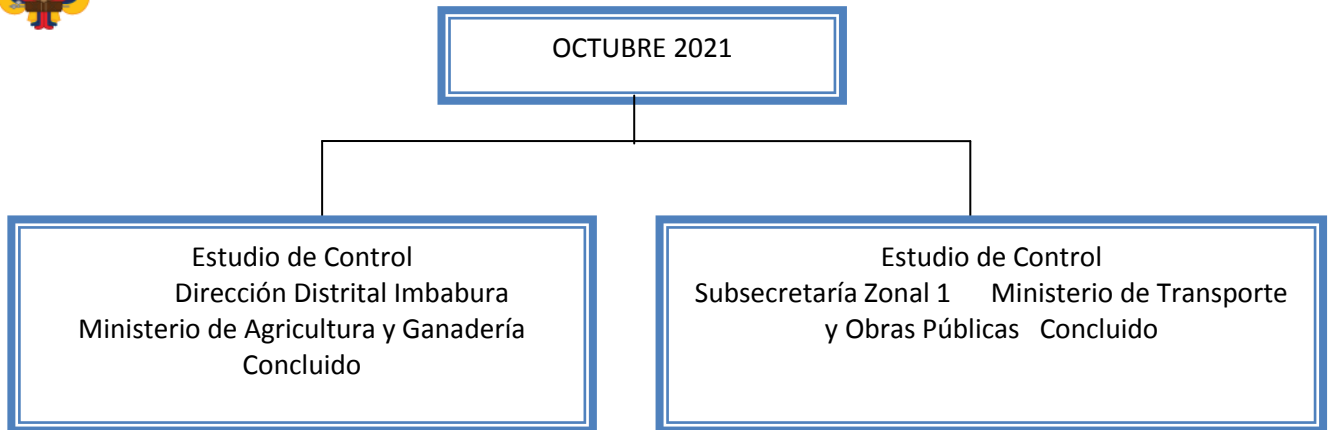 OCTUBRE 2021
Estudio de Control
Dirección Distrital Imbabura
Ministerio de Agricultura y Ganadería
Concluido
Estudio de Control
Subsecretaría Zonal 1 Ministerio de Transporte
y Obras Públicas Concluido